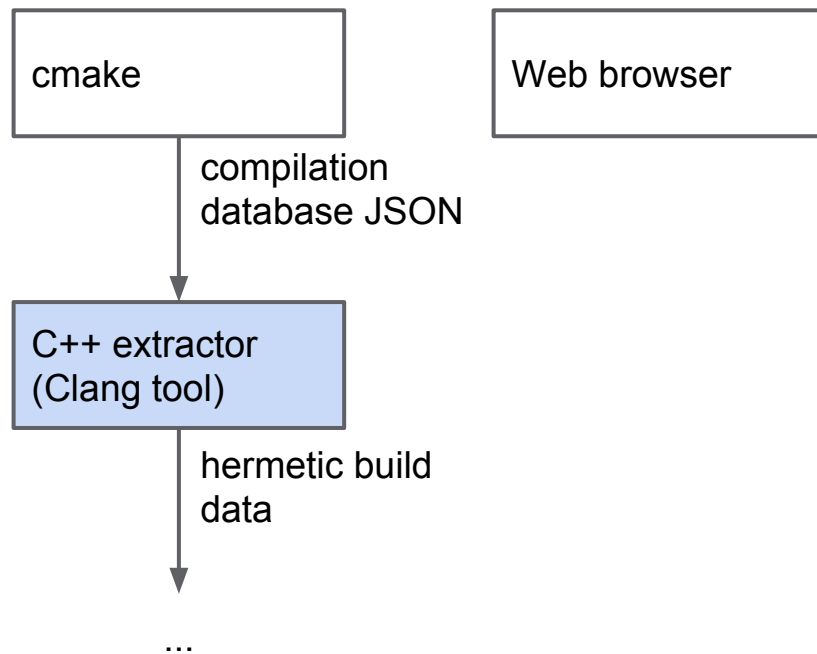 cmake
Web browser
compilation
database JSON
C++ extractor
(Clang tool)
hermetic build
data
...